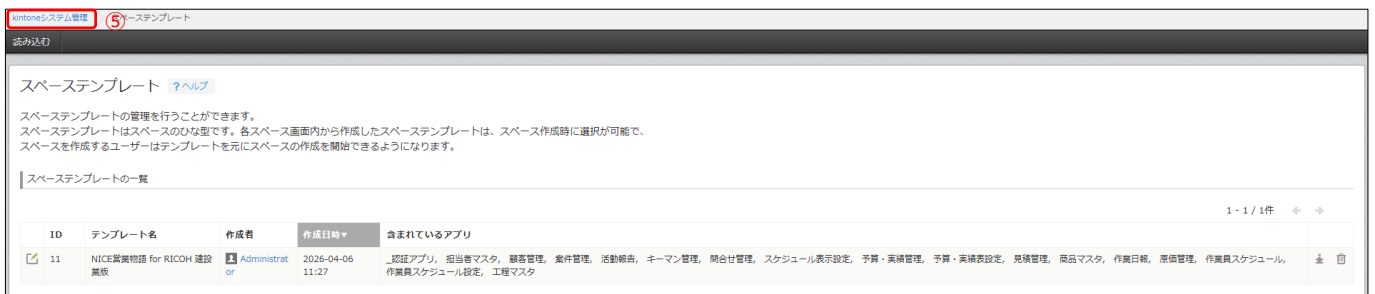 kintoneシステム管理 ⑤ ペーステンプレート
読み込む
スペーステンプレート ?ヘルプ
スペーステンプレートの管理を行うことができます。
スペーステンプレートはスペースのひな型です。各スペース画面内から作成したスペーステンプレートは、スペース作成時に選択が可能で、
スペースを作成するユーザーはテンプレートを元にスペースの作成を開始できるようになります。
スペーステンプレートの一覧
1 - 1 / 1件
ID テンプレート名 作成者 作成日時▼ 含まれているアプリ
11 NICE営業物語 for RICOH 建設 Administrat 2026-04-06 _認証アプリ, 担当者マスタ, 顧客管理, 案件管理, 活動報告, キーマン管理, 問合せ管理, スケジュール表示設定, 予算・実績管理, 予算・実績表設定, 見積管理, 商品マスタ, 作業日報, 原価管理, 作業員スケジュール,
業版 or 11:27 作業員スケジュール設定, 工程マスタ